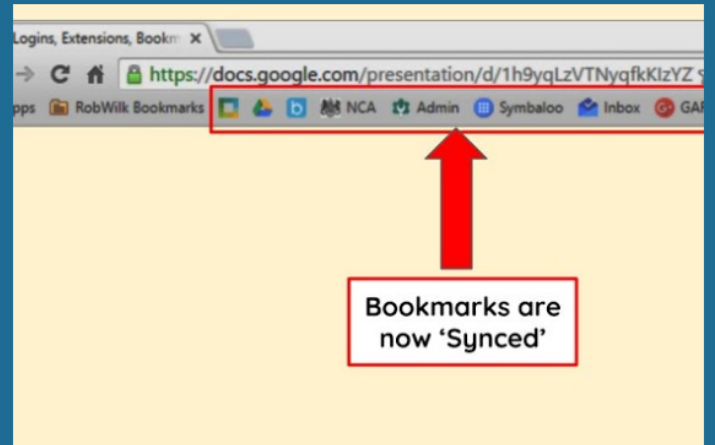 Logins, Extensions, Bookm
https://docs.google.com/presentation/d/1h9yqLzVTNyqfkKIzYZ
pps RobWilk Bookmarks NCA Admin Symbaloo Inbox GAF
Bookmarks are
now ‘Synced’